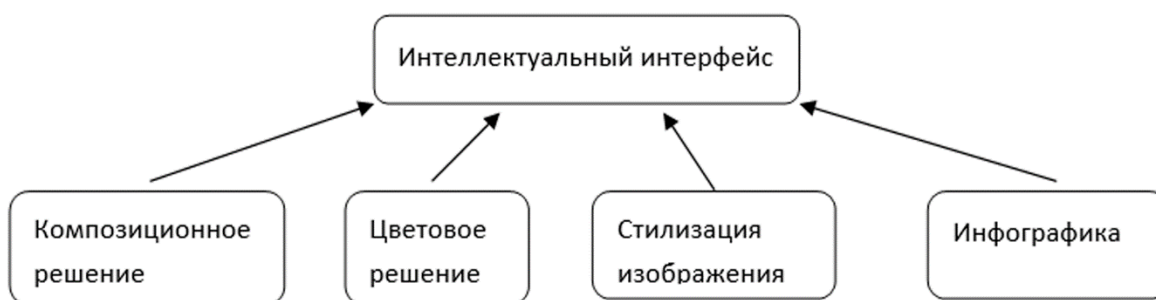 Интеллектуальный интерфейс
Композиционное
решение
Цветовое
решение
Стилизация
изображения
Инфографика